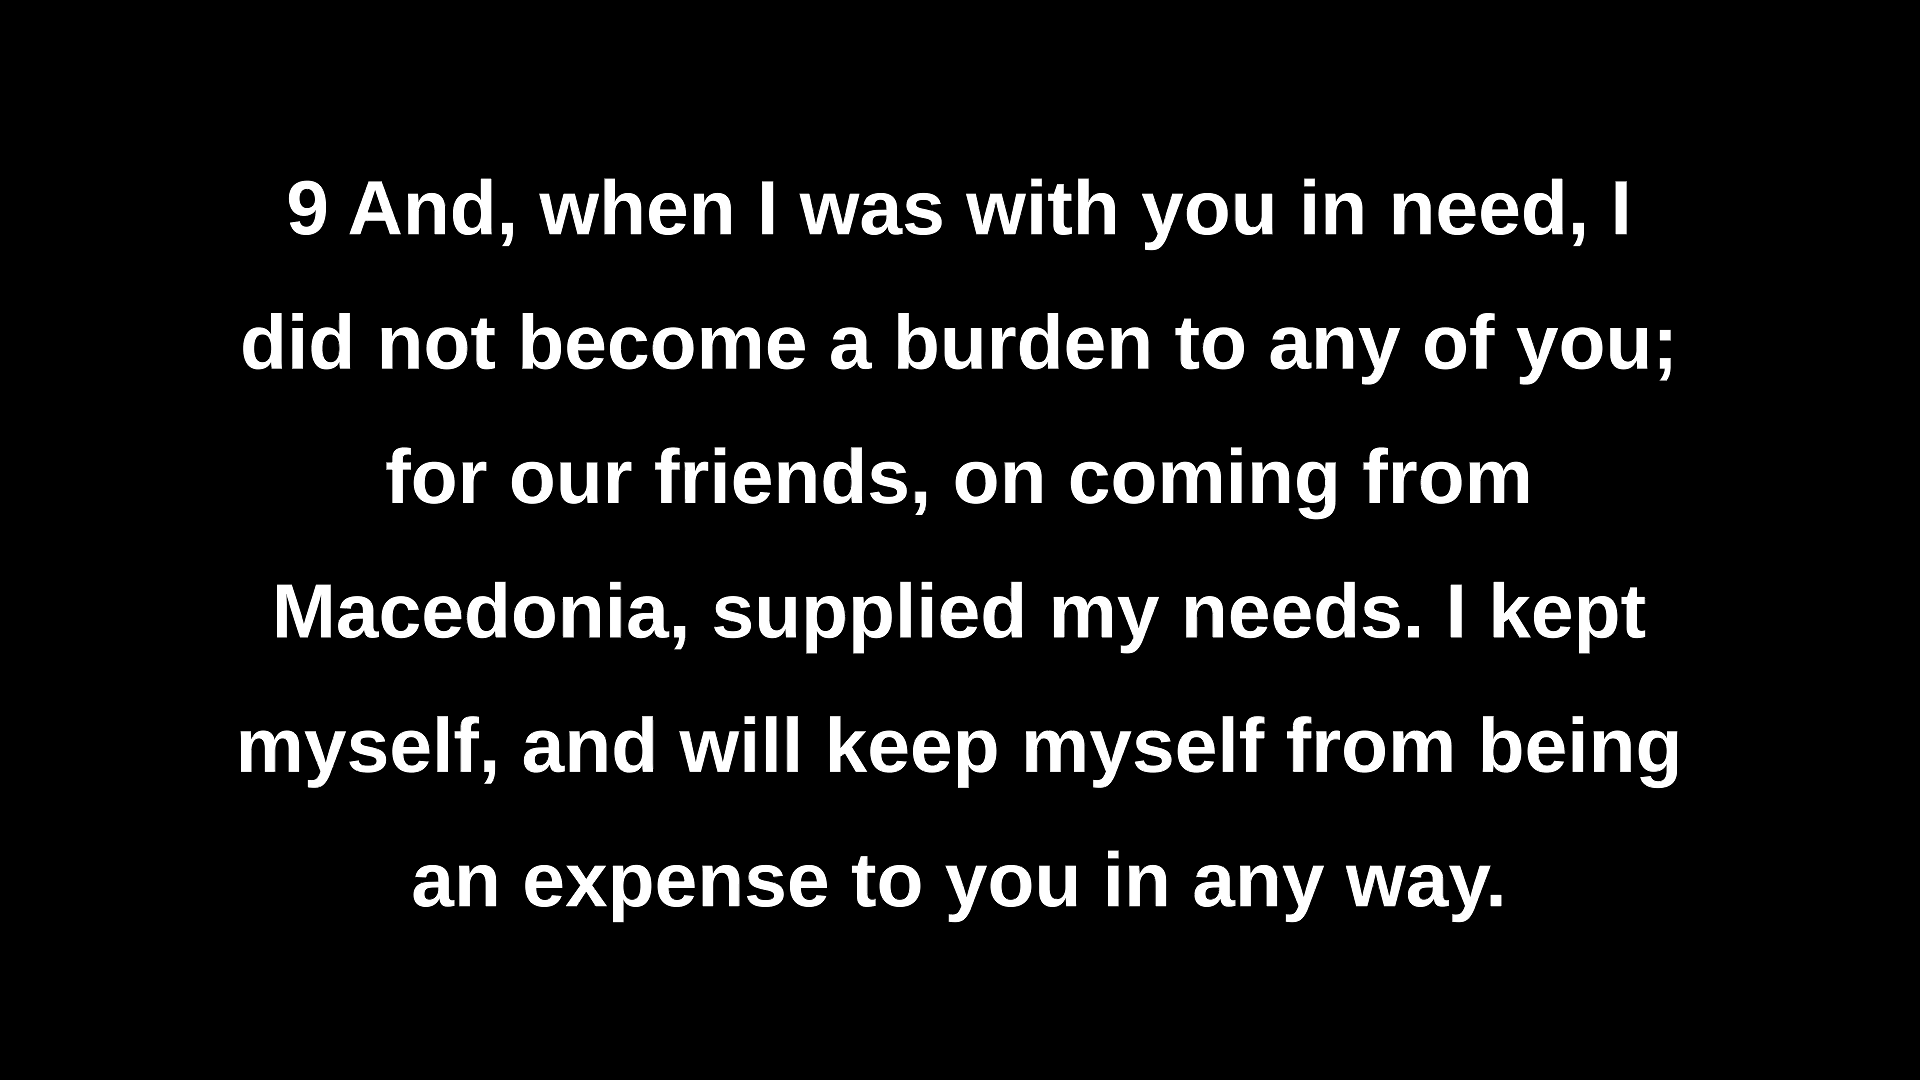 9 And, when I was with you in need, I
did not become a burden to any of you;
for our friends, on coming from
Macedonia, supplied my needs. I kept
myself, and will keep myself from being
an expense to you in any way.